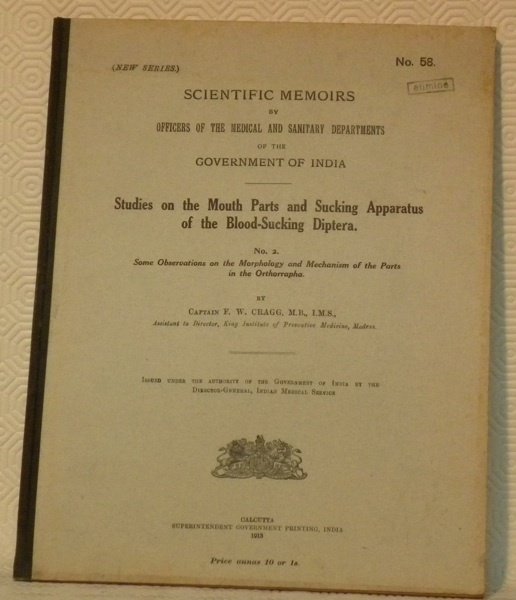 (NEW SERIES.)
No. 58.
SCIENTIFIC MEMOIRS
BY
OFFICERS OF THE MEDICAL AND SANITARY DEPARTMENTS
OF THE
GOVERNMENT OF INDIA
Studies on the Mouth Parts and Sucking Apparatus
of the Blood-Sucking Diptera.
No. 2.
Some Observations on the Morphology and Mechanism of the Parts
in the Orthorrapha.
BY
CAPTAIN F. W. CRAGG, M.B., I.M.S.,
Assistant to Director, King Institute of Preventive Medicine, Madras.
ISSUED UNDER THE AUTHORITY OF THE GOVERNMENT OF INDIA BY THE
DIRECTOR-GENERAL, INDIAN MEDICAL SERVICE
CALCUTTA
SUPERINTENDENT GOVERNMENT PRINTING, INDIA
1913
Price annas 10 or 1s.